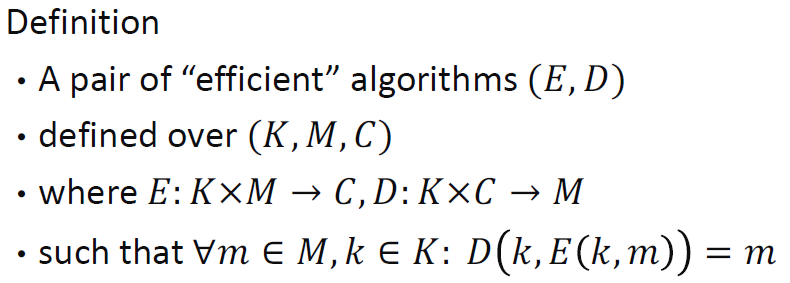 Definition
• A pair of “efficient” algorithms (E, D)
• defined over (K, M, C)
• where E: K×M → C, D: K×C → M
• such that ∀m ∈ M, k ∈ K: D(k, E(k, m)) = m